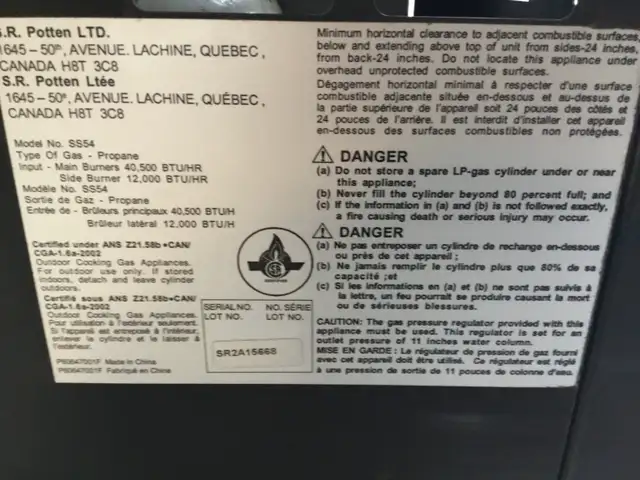 S.R. Potten LTD.
1645 – 50th, AVENUE. LACHINE, QUEBEC,
CANADA H8T 3C8
S.R. Potten Ltée
1645 – 50e, AVENUE. LACHINE, QUÉBEC,
CANADA H8T 3C8
Model No. SS54
Type Of Gas - Propane
Input - Main Burners 40,500 BTU/HR
Side Burner 12,000 BTU/HR
Modèle No. SS54
Sortie de Gaz - Propane
Entrée de - Brûleurs principaux 40,500 BTU/H
Brûleur latéral 12,000 BTU/H
Certified under ANS Z21.58b•CAN/
CGA-1.6a-2002
Outdoor Cooking Gas Appliances.
For outdoor use only. If stored
indoors, detach and leave cylinder
outdoors.
Certifié sous ANS Z21.58b•CAN/
CGA-1.6a-2002
Outdoor Cooking Gas Appliances.
Pour utilisation à l'extérieur seulement.
Si l'appareil est entreposé à l'intérieur,
enlever le cylindre et le laisser à
l'extérieur.
Made in China
Fabriqué en China
SERIAL NO. NO. SÉRIE
LOT NO. LOT NO.
SR2A15668
Minimum horizontal clearance to adjacent combustible surfaces,
below and extending above top of unit from sides-24 inches,
from back-24 inches. Do not locate this appliance under
overhead unprotected combustible surfaces.
Dégagement horizontal minimal à respecter d'une surface
combustible adjacente située en-dessous et au-dessus de
la partie supérieure de l'appareil soit 24 pouces des côtés et
24 pouces de l'arrière. Il est interdit d'installer cet appareil
en-dessous des surfaces combustibles non protégées.
DANGER
(a) Do not store a spare LP-gas cylinder under or near
this appliance;
(b) Never fill the cylinder beyond 80 percent full; and
(c) If the information in (a) and (b) is not followed exactly,
a fire causing death or serious injury may occur.
DANGER
(a) Ne pas entreposer un cylindre de rechange en-dessous
ou près de cet appareil ;
(b) Ne jamais remplir le cylindre plus que 80% de sa
capacité ;et
(c) Si les informations en (a) et (b) ne sont pas suivis à
la lettre, un feu pourrait se produire causant la mort
ou de sérieuses blessures.
CAUTION: The gas pressure regulator provided with this
appliance must be used. This regulator is set for an
outlet pressure of 11 inches water column.
MISE EN GARDE : Le régulateur de pression de gaz fourni
avec cet appareil doit être utilisé. Ce régulateur est réglé
à une pression de sortie de 11 pouces de colonne d'eau.